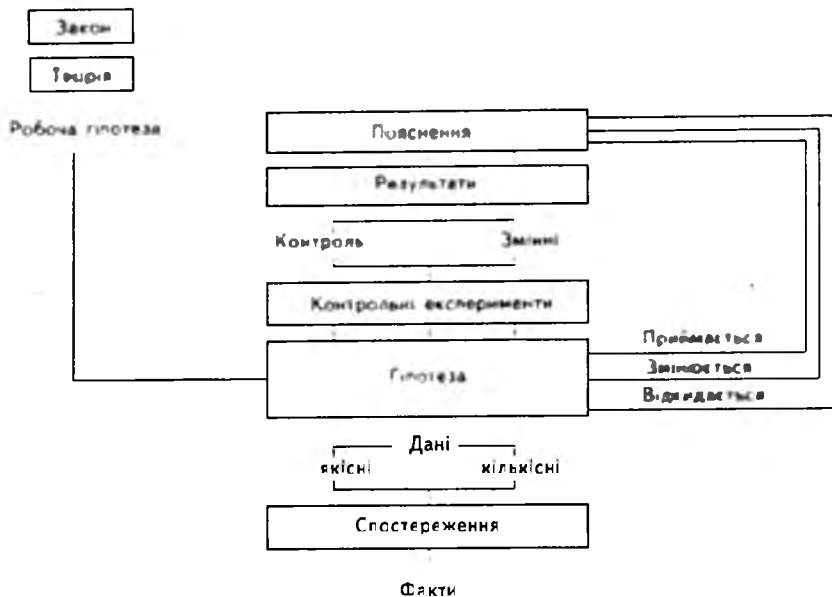 Закон
Теорія
Робоча гіпотеза
Пояснення
Результати
Контроль
Змінні
Контрольні експерименти
Гіпотеза
Приймається
Змінюється
Відкидається
Дані
якісні
кількісні
Спостереження
Факти